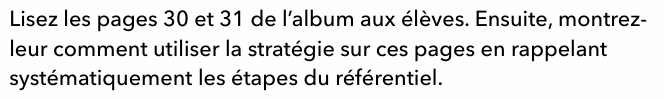 Lisez les pages 30 et 31 de l’album aux élèves. Ensuite, montrez-
leur comment utiliser la stratégie sur ces pages en rappelant
systématiquement les étapes du référentiel.